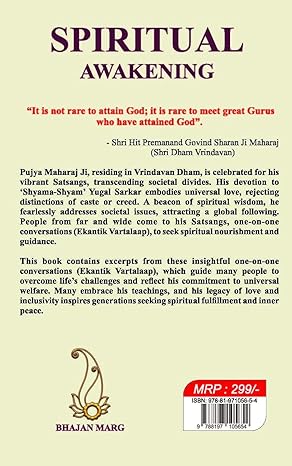 SPIRITUAL
AWAKENING
“It is not rare to attain God; it is rare to meet great Gurus
who have attained God”.
- Shri Hit Premanand Govind Sharan Ji Maharaj
(Shri Dham Vrindavan)
Pujya Maharaj Ji, residing in Vrindavan Dham, is celebrated for his
vibrant Satsangs, transcending societal divides. His devotion to
‘Shyama-Shyam’ Yugal Sarkar embodies universal love, rejecting
distinctions of caste or creed. A beacon of spiritual wisdom, he
fearlessly addresses societal issues, attracting a global following.
People from far and wide come to his Satsangs, one-on-one
conversations (Ekantik Vartalaap), to seek spiritual nourishment and
guidance.
This book contains excerpts from these insightful one-on-one
conversations (Ekantik Vartalaap), which guide many people to
overcome life’s challenges and reflect his commitment to universal
welfare. Many embrace his teachings, and his legacy of love and
inclusivity inspires generations seeking spiritual fulfillment and inner
peace.
MRP : 299/-
ISBN: 978-81-971056-5-4
9 788197 105654
BHAJAN MARG